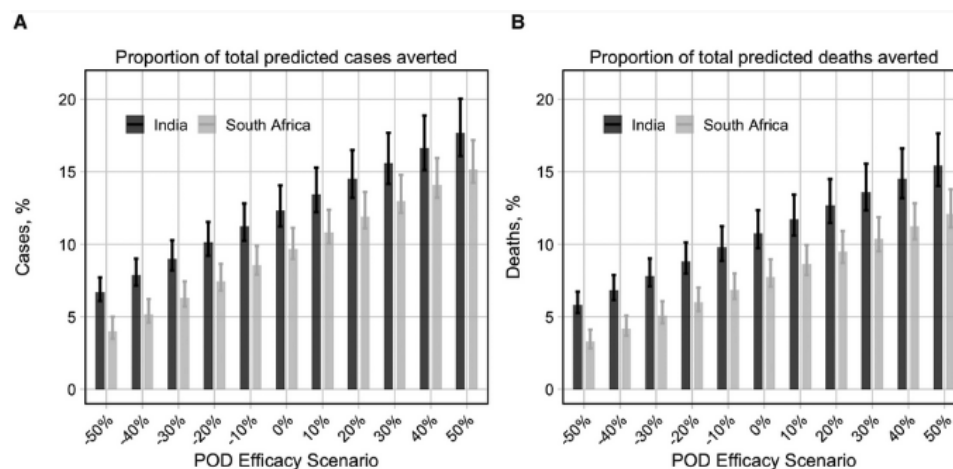 A
Proportion of total predicted cases averted
Cases, %
20
15
10
5
0
India South Africa
-50% -40% -30% -20% -10% 0% 10% 20% 30% 40% 50%
POD Efficacy Scenario
B
Proportion of total predicted deaths averted
Deaths, %
20
15
10
5
0
India South Africa
-50% -40% -30% -20% -10% 0% 10% 20% 30% 40% 50%
POD Efficacy Scenario